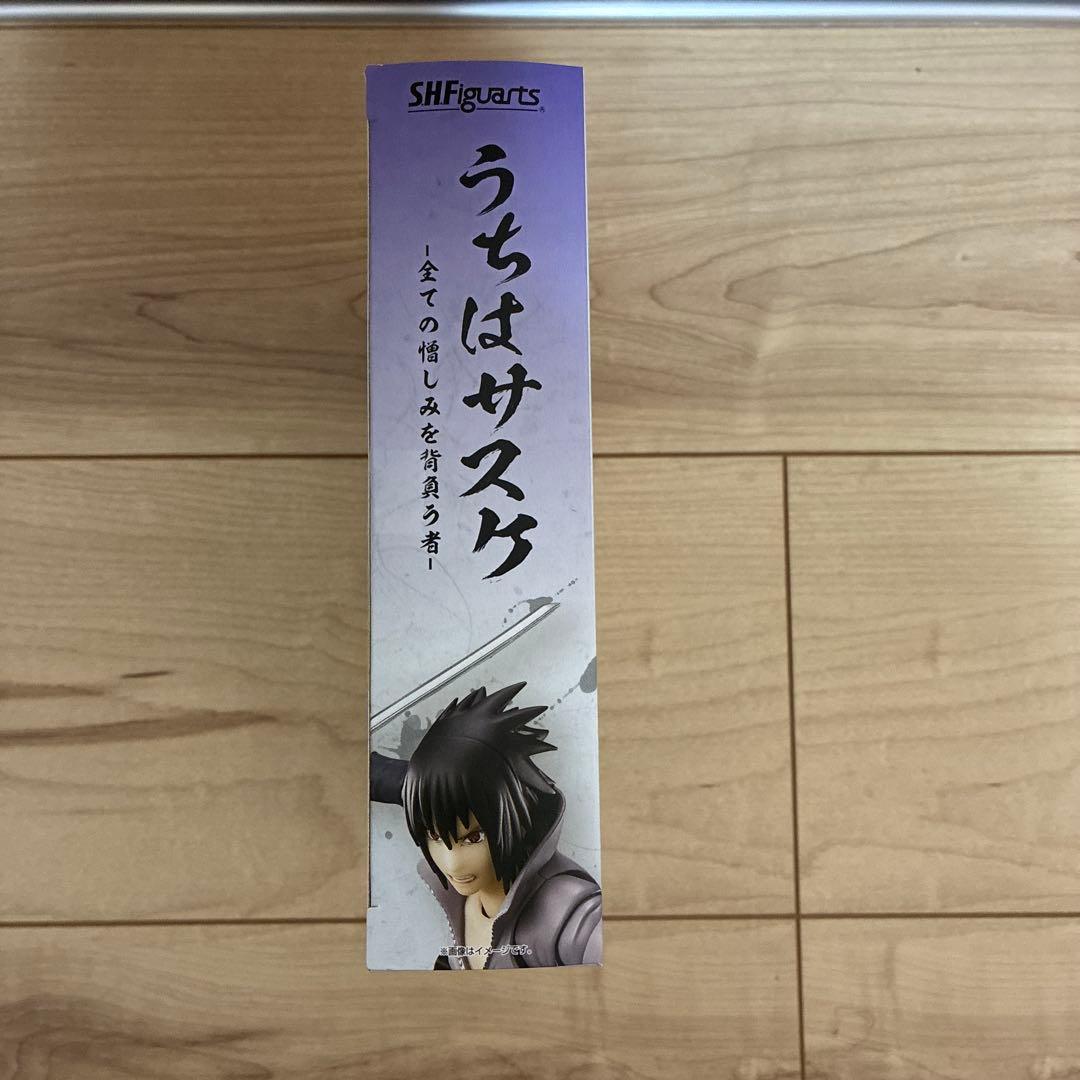 S.H.Figuarts®
うちはサスケ
-全ての憎しみを背負う者-
※画像はイメージです。